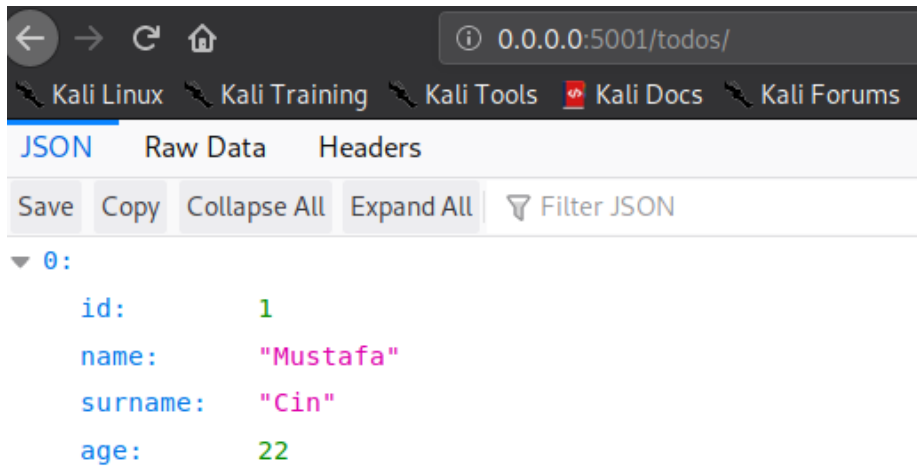 0.0.0.0:5001/todos/
Kali Linux Kali Training Kali Tools Kali Docs Kali Forums
JSON Raw Data Headers
Save Copy Collapse All Expand All Filter JSON
0:
id: 1
name: "Mustafa"
surname: "Cin"
age: 22